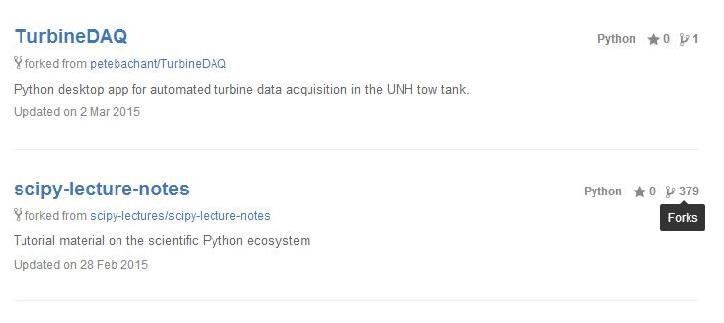 TurbineDAQ
Python 0 1
forked from petebachant/TurbineDAQ
Python desktop app for automated turbine data acquisition in the UNH tow tank.
Updated on 2 Mar 2015
scipy-lecture-notes
Python 0 379
forked from scipy-lectures/scipy-lecture-notes
Forks
Tutorial material on the scientific Python ecosystem
Updated on 28 Feb 2015